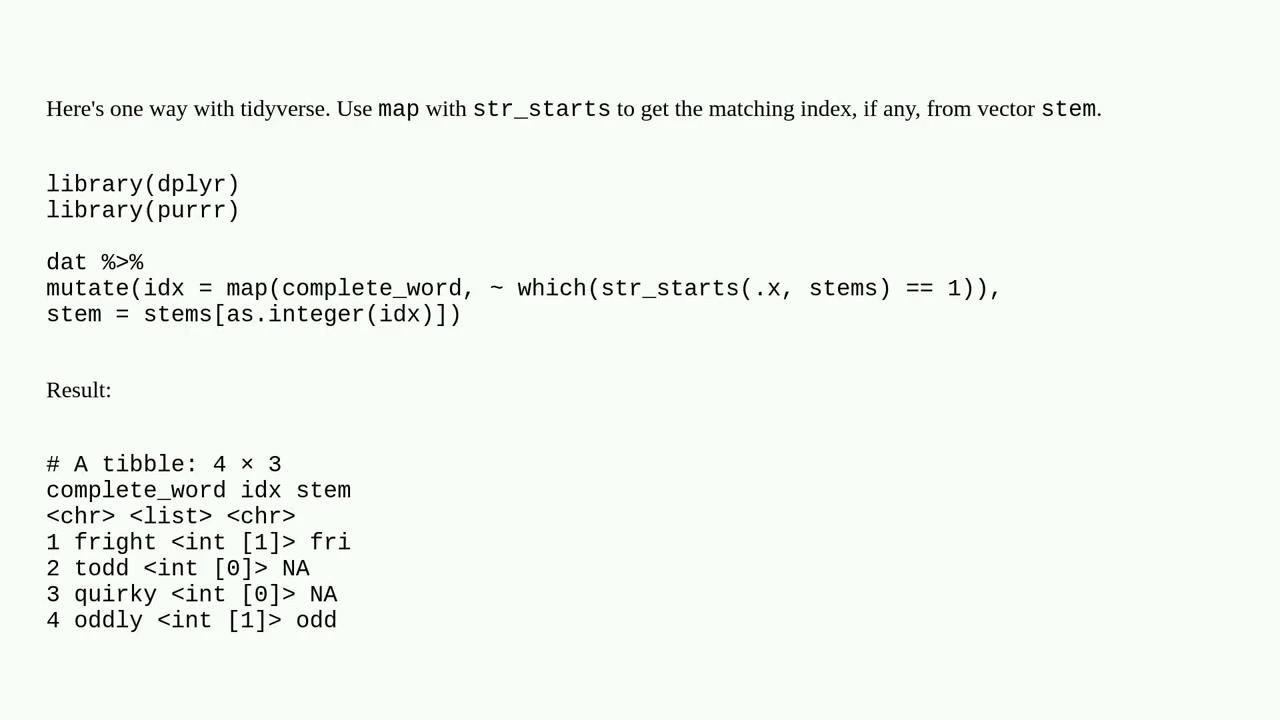 Here's one way with tidyverse. Use map with str_starts to get the matching index, if any, from vector stem.
library(dplyr)
library(purrr)
dat %>%
mutate(idx = map(complete_word, ~ which(str_starts(.x, stems) == 1)),
stem = stems[as.integer(idx)])
Result:
# A tibble: 4 × 3
complete_word idx stem
<chr> <list> <chr>
1 fright <int [1]> fri
2 todd <int [0]> NA
3 quirky <int [0]> NA
4 oddly <int [1]> odd